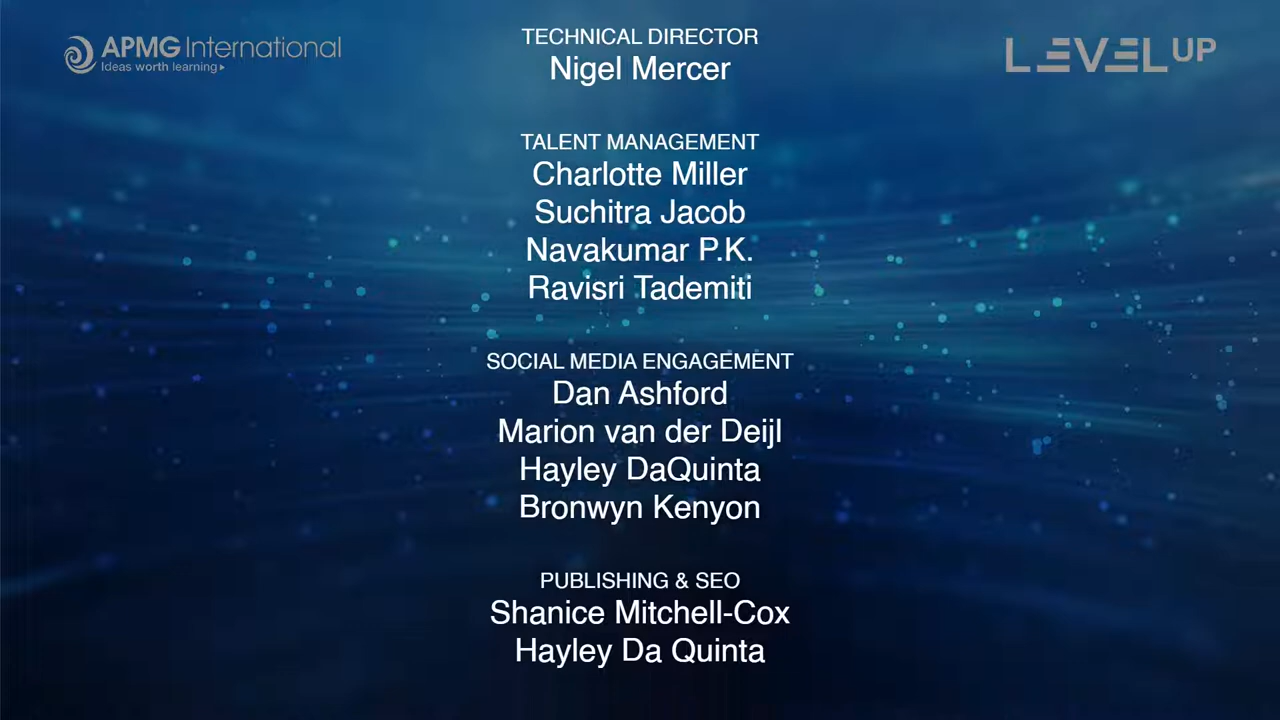 APMG International
Ideas worth learning
LEVEL UP
TECHNICAL DIRECTOR
Nigel Mercer
TALENT MANAGEMENT
Charlotte Miller
Suchitra Jacob
Navakumar P.K.
Ravisri Tademiti
SOCIAL MEDIA ENGAGEMENT
Dan Ashford
Marion van der Deijl
Hayley DaQuinta
Bronwyn Kenyon
PUBLISHING & SEO
Shanice Mitchell-Cox
Hayley Da Quinta